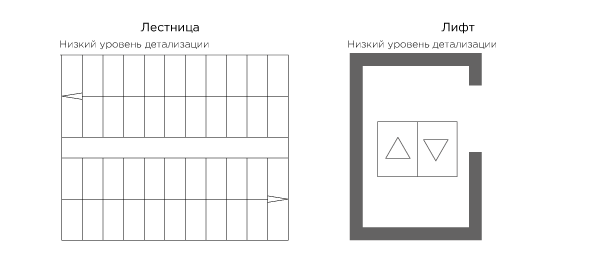 Лестница
Низкий уровень детализации
Лифт
Низкий уровень детализации